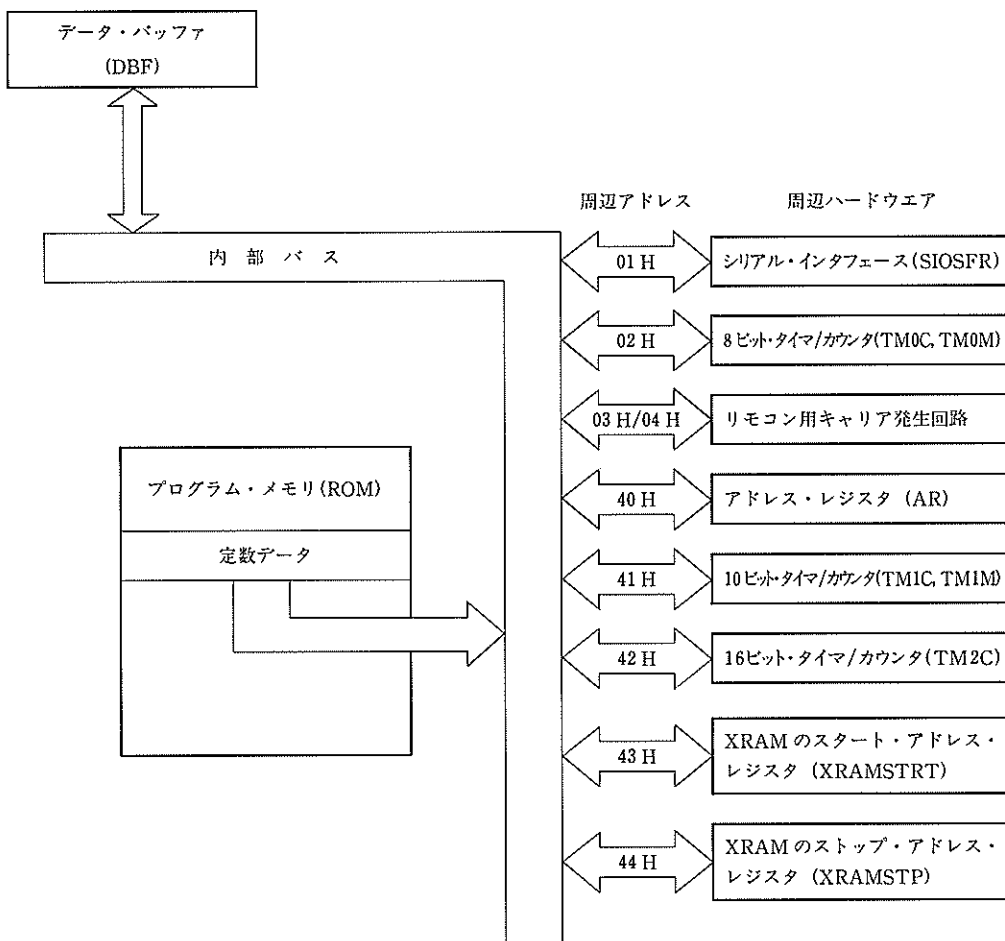 データ・バッファ
(DBF)
周辺アドレス
周辺ハードウエア
内部バス
01 H
シリアル・インタフェース(SIOSFR)
02 H
8ビット・タイマ/カウンタ(TM0C, TM0M)
03 H/04 H
リモコン用キャリア発生回路
プログラム・メモリ(ROM)
定数データ
40 H
アドレス・レジスタ (AR)
41 H
10ビット・タイマ/カウンタ(TM1C, TM1M)
42 H
16ビット・タイマ/カウンタ(TM2C)
43 H
XRAMのスタート・アドレス・
レジスタ (XRAMSTRT)
44 H
XRAMのストップ・アドレス・
レジスタ (XRAMSTP)